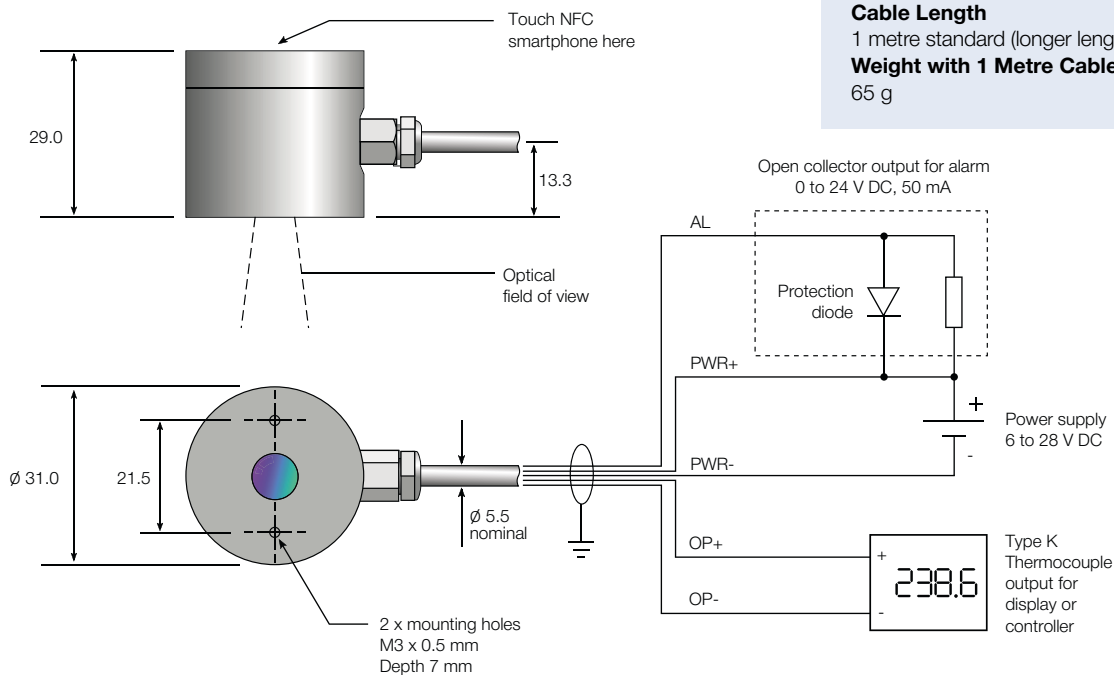 Touch NFC
smartphone here
Cable Length
1 metre standard (longer leng
Weight with 1 Metre Cable
65 g
29.0
13.3
Optical
field of view
Open collector output for alarm
0 to 24 V DC, 50 mA
AL
Protection
diode
PWR+
+
Power supply
6 to 28 V DC
-
PWR-
Ø 31.0
21.5
Ø 5.5
nominal
2 x mounting holes
M3 x 0.5 mm
Depth 7 mm
OP+
OP-
+
238.6
-
Type K
Thermocouple
output for
display or
controller